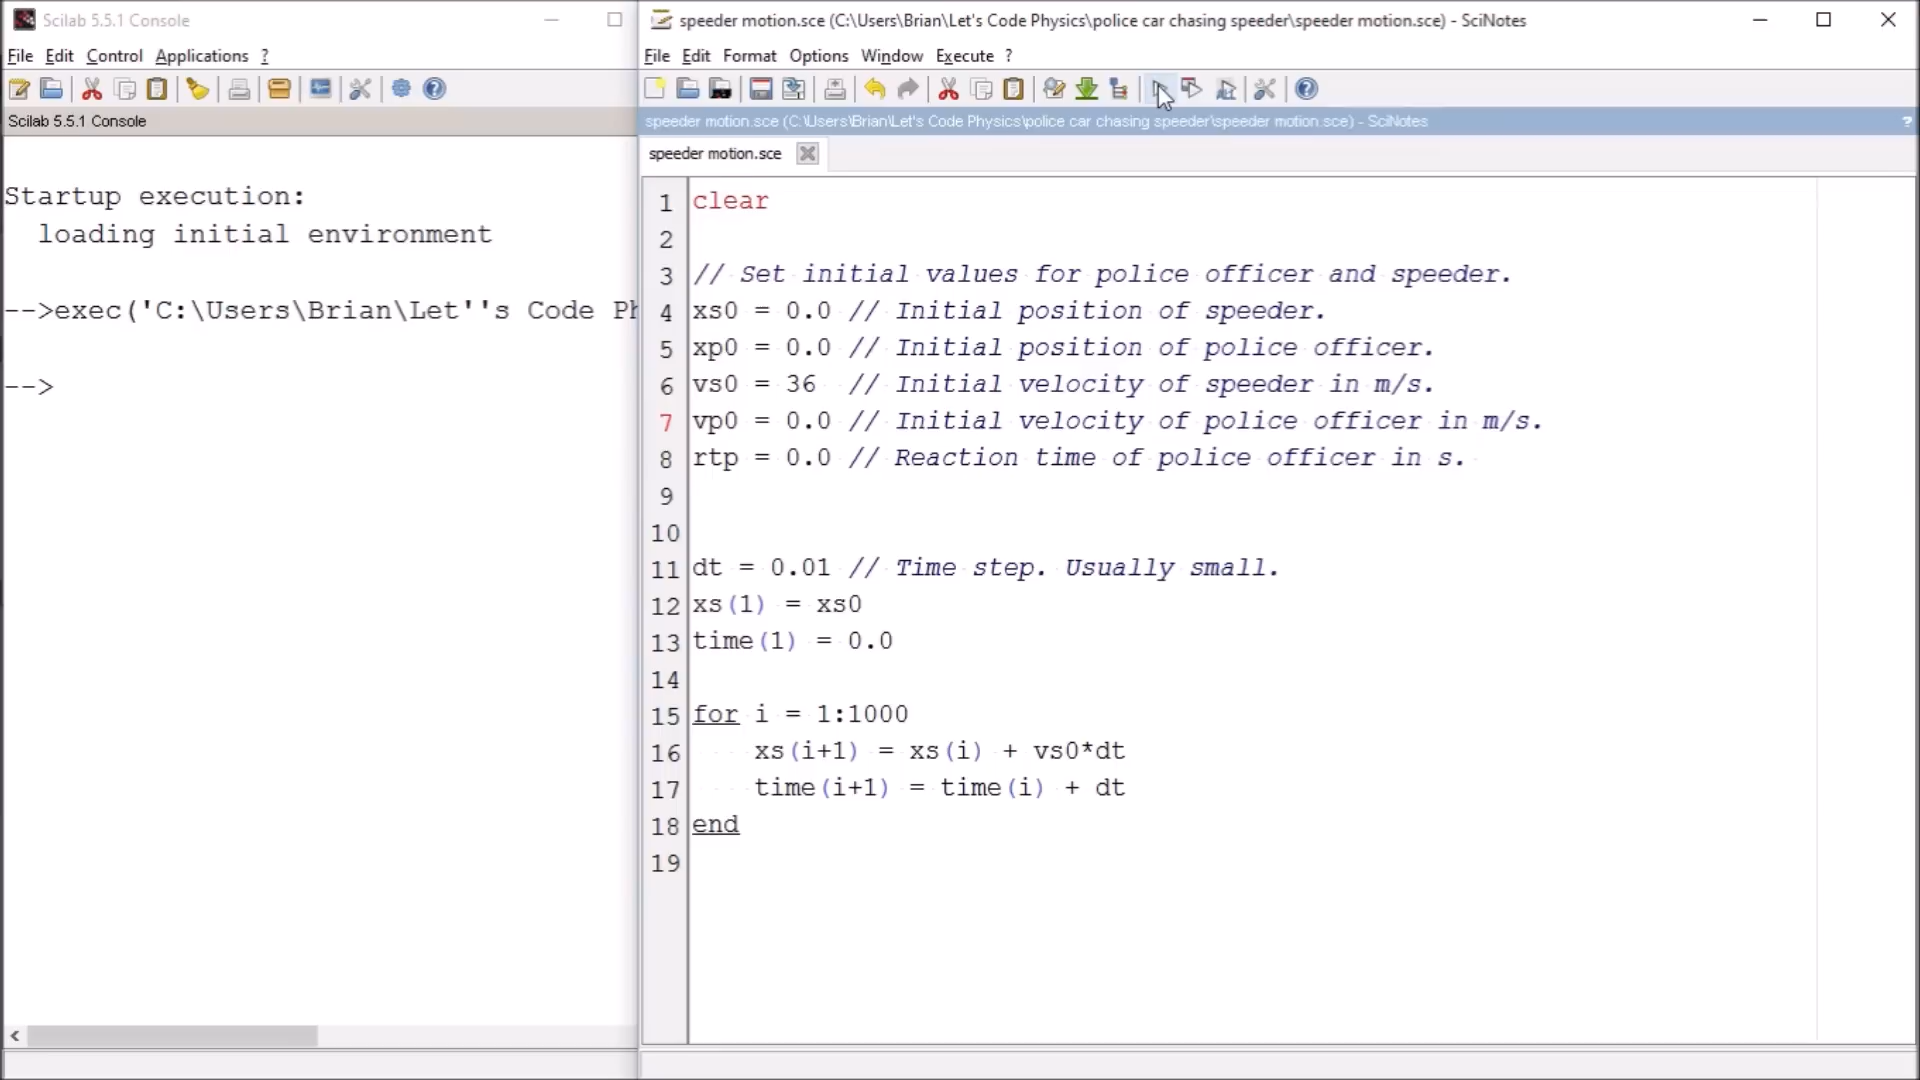 Scilab 5.5.1 Console
File Edit Control Applications ?
Scilab 5.5.1 Console
Startup execution:
loading initial environment
-->exec('C:\Users\Brian\Let''s Code Ph
-->
speeder motion.sce (C:\Users\Brian\Let's Code Physics\police car chasing speeder\speeder motion.sce) - SciNotes
File Edit Format Options Window Execute ?
speeder motion.sce (C:\Users\Brian\Let's Code Physics\police car chasing speeder\speeder motion.sce) - SciNotes ?
speeder motion.sce
1 clear
2
3 // Set initial values for police officer and speeder.
4 xs0 = 0.0 // Initial position of speeder.
5 xp0 = 0.0 // Initial position of police officer.
6 vs0 = 36 // Initial velocity of speeder in m/s.
7 vp0 = 0.0 // Initial velocity of police officer in m/s.
8 rtp = 0.0 // Reaction time of police officer in s.
9
10
11 dt = 0.01 // Time step. Usually small.
12 xs(1) = xs0
13 time(1) = 0.0
14
15 for i = 1:1000
16 xs(i+1) = xs(i) + vs0*dt
17 time(i+1) = time(i) + dt
18 end
19